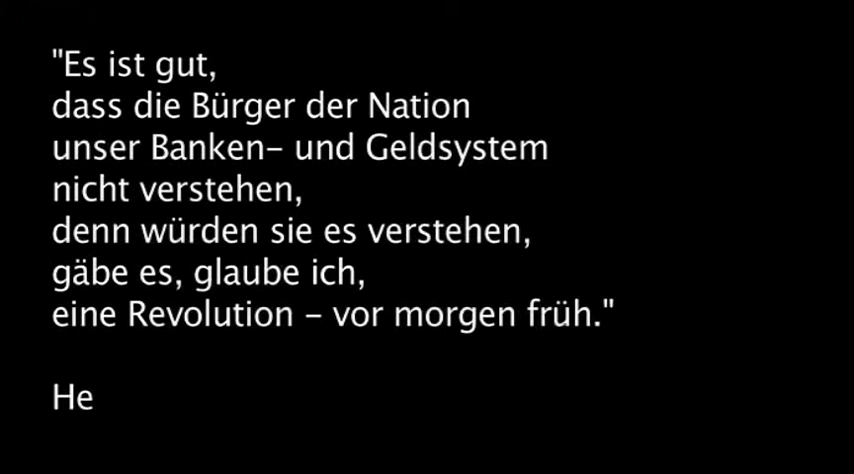 "Es ist gut,
dass die Bürger der Nation
unser Banken- und Geldsystem
nicht verstehen,
denn würden sie es verstehen,
gäbe es, glaube ich,
eine Revolution - vor morgen früh."
He